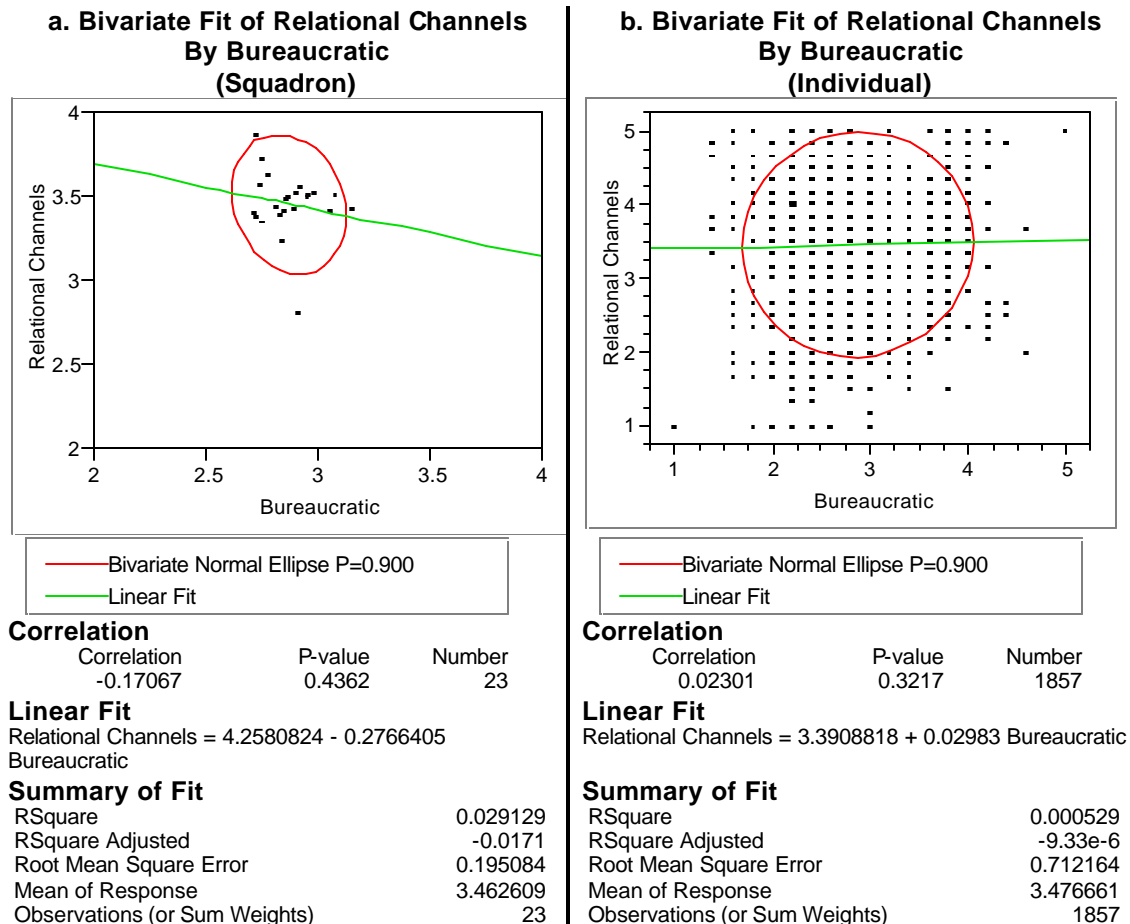 a. Bivariate Fit of Relational Channels
By Bureaucratic
(Squadron)
4
3.5
3
2.5
2
Relational Channels
2
2.5
3
3.5
4
Bureaucratic
Bivariate Normal Ellipse P=0.900
Linear Fit
Correlation
Correlation P-value Number
-0.17067 0.4362 23
Linear Fit
Relational Channels = 4.2580824 - 0.2766405
Bureaucratic
Summary of Fit
RSquare 0.029129
RSquare Adjusted -0.0171
Root Mean Square Error 0.195084
Mean of Response 3.462609
Observations (or Sum Weights) 23
b. Bivariate Fit of Relational Channels
By Bureaucratic
(Individual)
5
4
3
2
1
Relational Channels
1
2
3
4
5
Bureaucratic
Bivariate Normal Ellipse P=0.900
Linear Fit
Correlation
Correlation P-value Number
0.02301 0.3217 1857
Linear Fit
Relational Channels = 3.3908818 + 0.02983 Bureaucratic
Summary of Fit
RSquare 0.000529
RSquare Adjusted -9.33e-6
Root Mean Square Error 0.712164
Mean of Response 3.476661
Observations (or Sum Weights) 1857